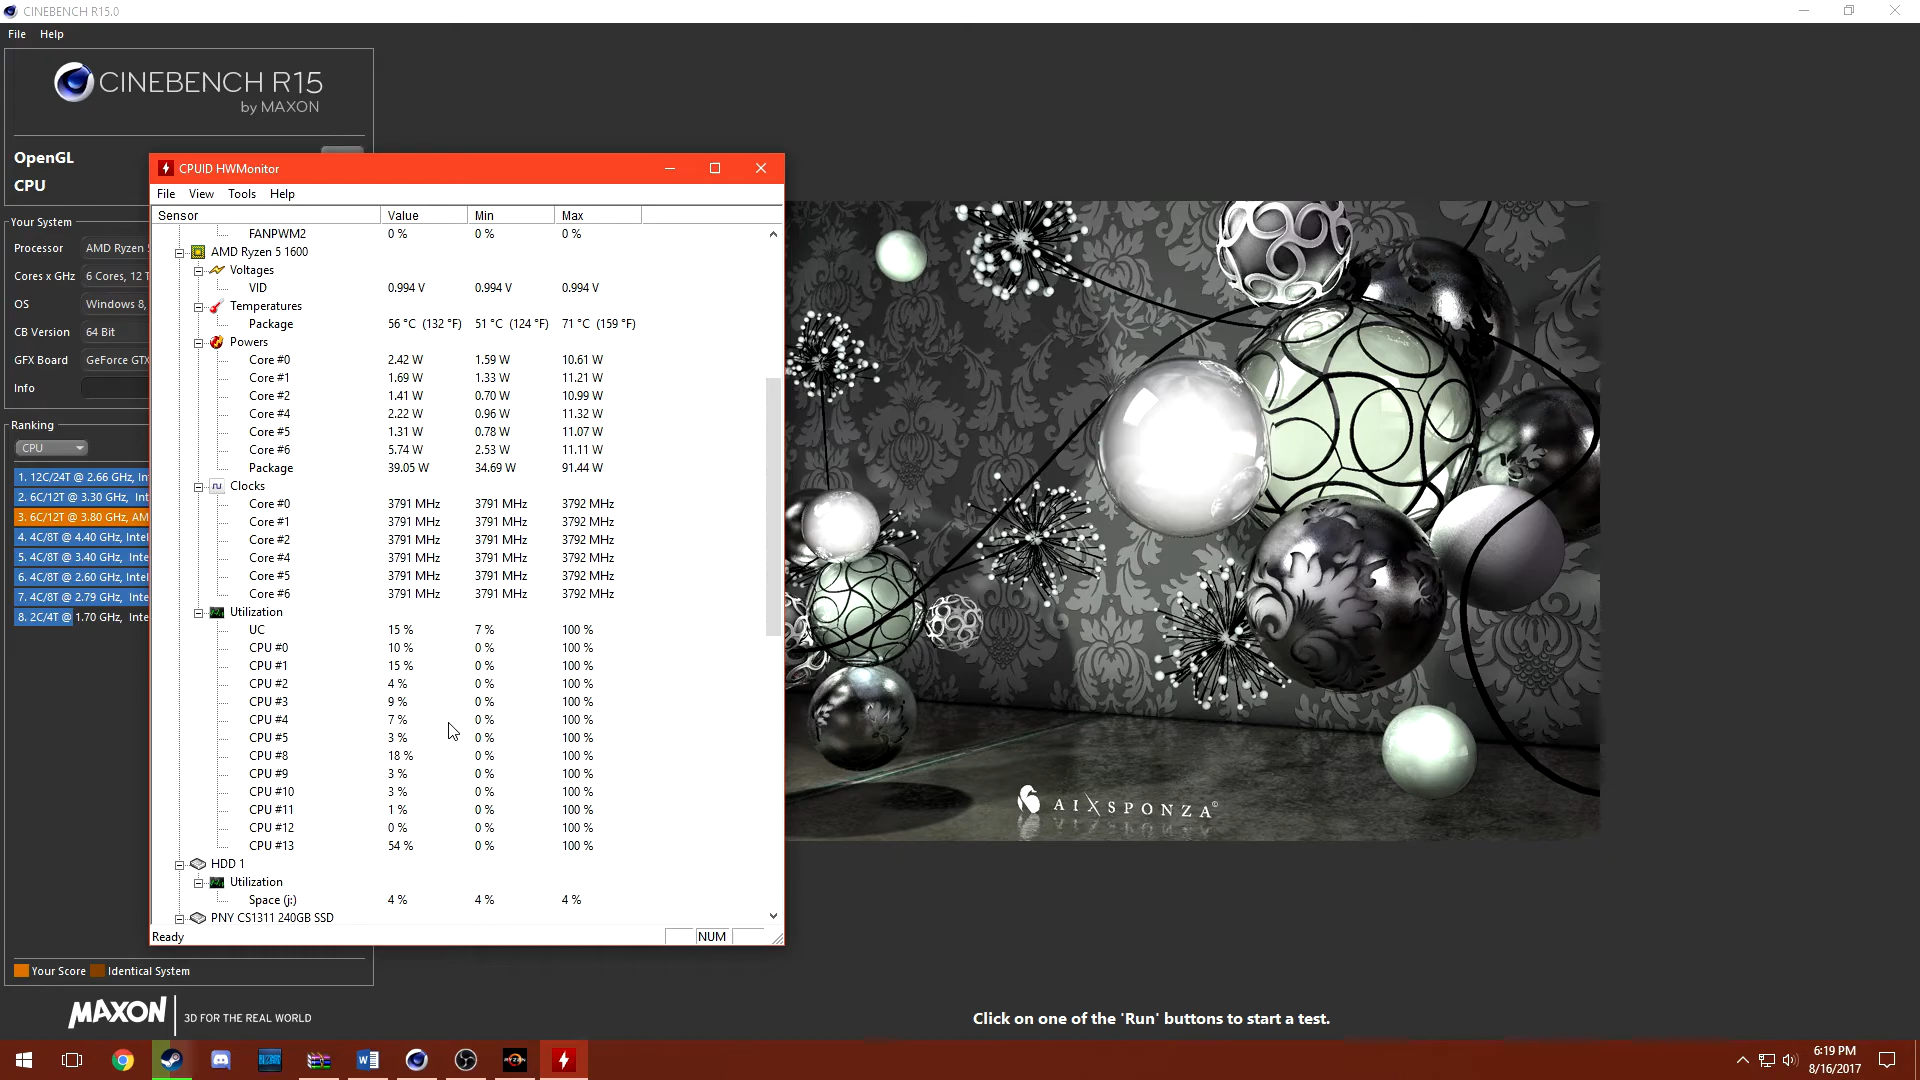 CINEBENCH R15.0
File Help
CINEBENCH R15
by MAXON
OpenGL
CPU
Your System
Processor AMD Ryzen 5
Cores x GHz 6 Cores, 12 T
OS Windows 8,
CB Version 64 Bit
GFX Board GeForce GTX
Info
Ranking
CPU
1. 12C/24T @ 2.66 GHz, Int
2. 6C/12T @ 3.30 GHz, Int
3. 6C/12T @ 3.80 GHz, AM
4. 4C/8T @ 4.40 GHz, Intel
5. 4C/8T @ 3.40 GHz, Intel
6. 4C/8T @ 2.60 GHz, Intel
7. 4C/8T @ 2.79 GHz, Inte
8. 2C/4T @ 1.70 GHz, Inte
Your Score Identical System
MAXON 3D FOR THE REAL WORLD
CPUID HWMonitor
File View Tools Help
Sensor Value Min Max
FANPWM2 0 % 0 % 0 %
AMD Ryzen 5 1600
Voltages
VID 0.994 V 0.994 V 0.994 V
Temperatures
Package 56 °C (132 °F) 51 °C (124 °F) 71 °C (159 °F)
Powers
Core #0 2.42 W 1.59 W 10.61 W
Core #1 1.69 W 1.33 W 11.21 W
Core #2 1.41 W 0.70 W 10.99 W
Core #4 2.22 W 0.96 W 11.32 W
Core #5 1.31 W 0.78 W 11.07 W
Core #6 5.74 W 2.53 W 11.11 W
Package 39.05 W 34.69 W 91.44 W
Clocks
Core #0 3791 MHz 3791 MHz 3792 MHz
Core #1 3791 MHz 3791 MHz 3792 MHz
Core #2 3791 MHz 3791 MHz 3792 MHz
Core #4 3791 MHz 3791 MHz 3792 MHz
Core #5 3791 MHz 3791 MHz 3792 MHz
Core #6 3791 MHz 3791 MHz 3792 MHz
Utilization
UC 15 % 7 % 100 %
CPU #0 10 % 0 % 100 %
CPU #1 15 % 0 % 100 %
CPU #2 4 % 0 % 100 %
CPU #3 9 % 0 % 100 %
CPU #4 7 % 0 % 100 %
CPU #5 3 % 0 % 100 %
CPU #8 18 % 0 % 100 %
CPU #9 3 % 0 % 100 %
CPU #10 3 % 0 % 100 %
CPU #11 1 % 0 % 100 %
CPU #12 0 % 0 % 100 %
CPU #13 54 % 0 % 100 %
HDD 1
Utilization
Space (j:) 4 % 4 % 4 %
PNY CS1311 240GB SSD
Ready NUM
AIXSPONZA®
Click on one of the 'Run' buttons to start a test.
RYZEN
6:19 PM
8/16/2017